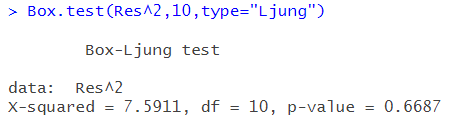 > Box.test(Res^2,10,type="Ljung")
Box-Ljung test
data:  Res^2
X-squared = 7.5911, df = 10, p-value = 0.6687